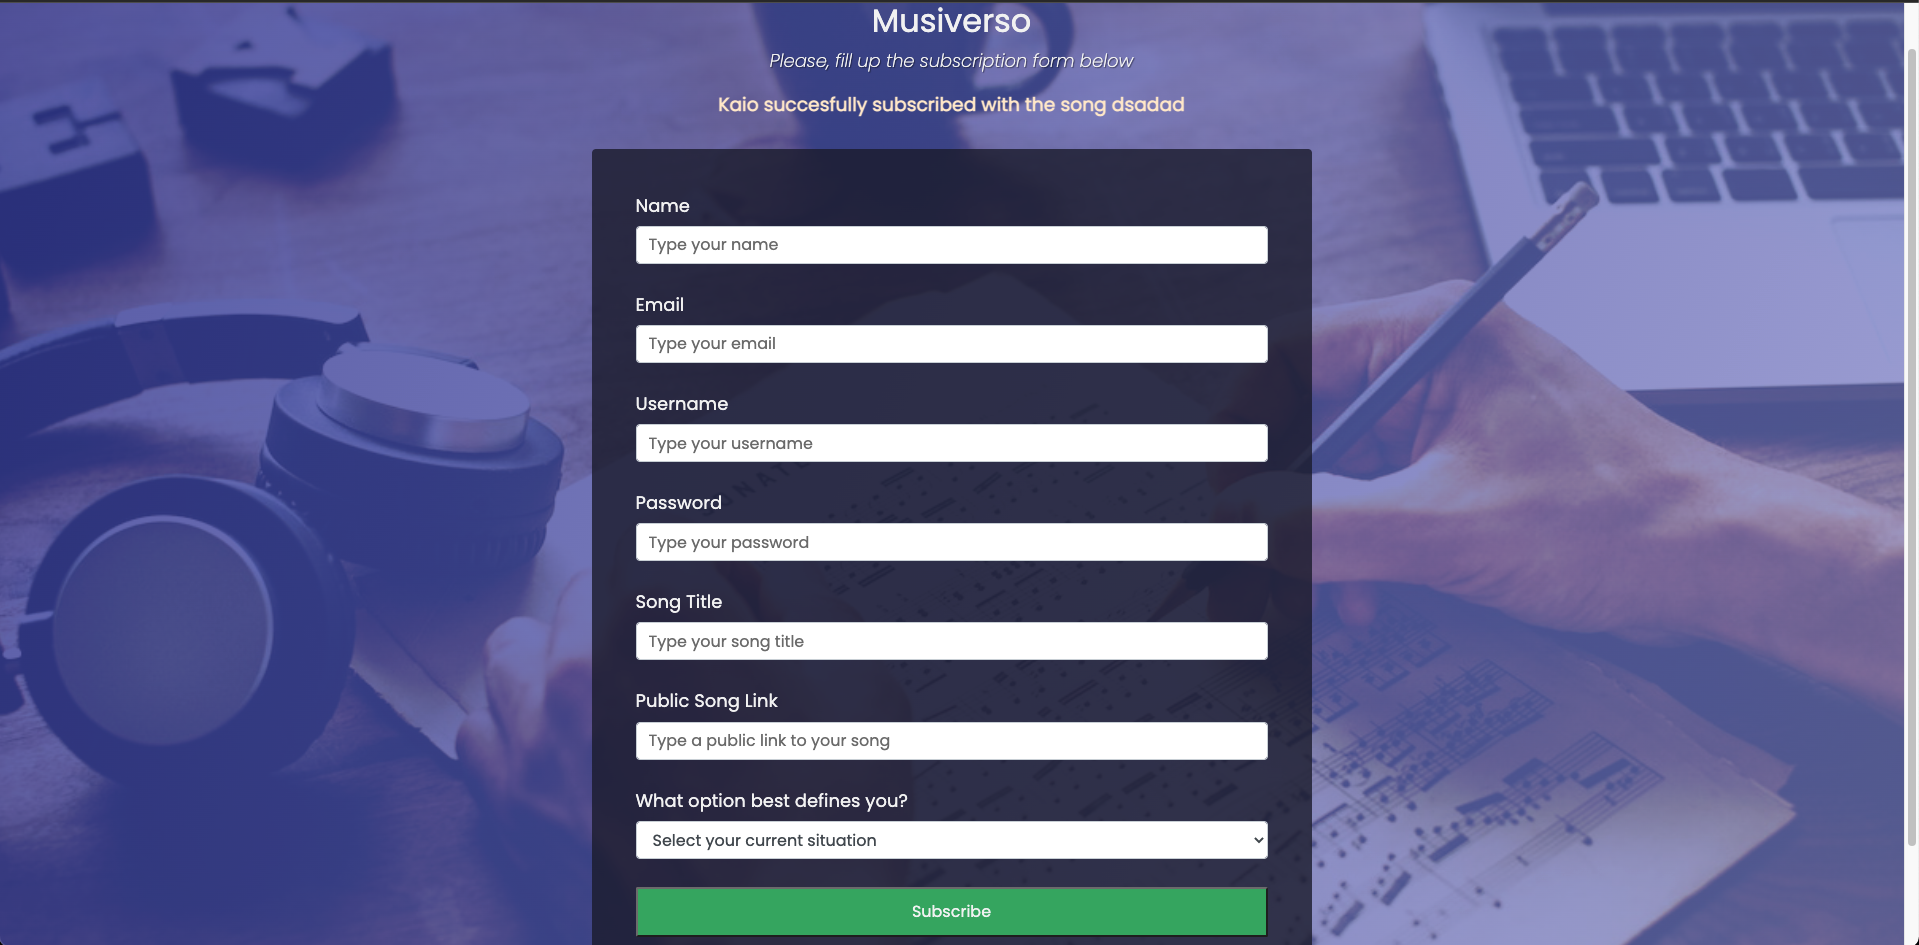 Musiverso
Please, fill up the subscription form below
Kaio succesfully subscribed with the song dsadad
Name
Type your name
Email
Type your email
Username
Type your username
Password
Type your password
Song Title
Type your song title
Public Song Link
Type a public link to your song
What option best defines you?
Select your current situation
Subscribe